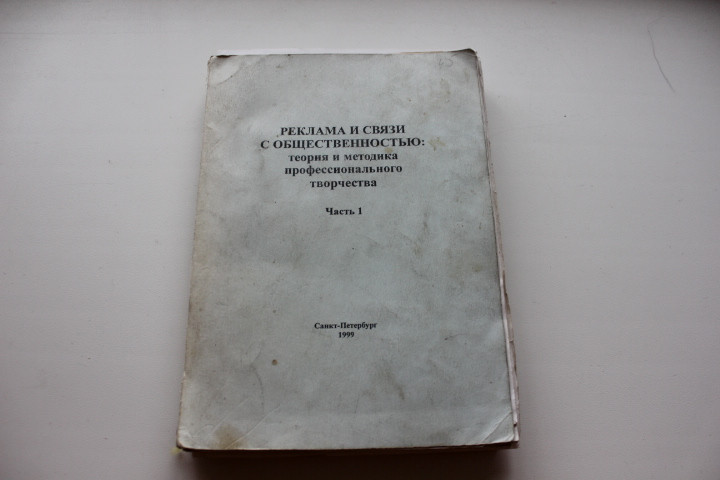 РЕКЛАМА И СВЯЗИ
С ОБЩЕСТВЕННОСТЬЮ:
теория и методика
профессионального
творчества
Часть 1
Санкт-Петербург
1999